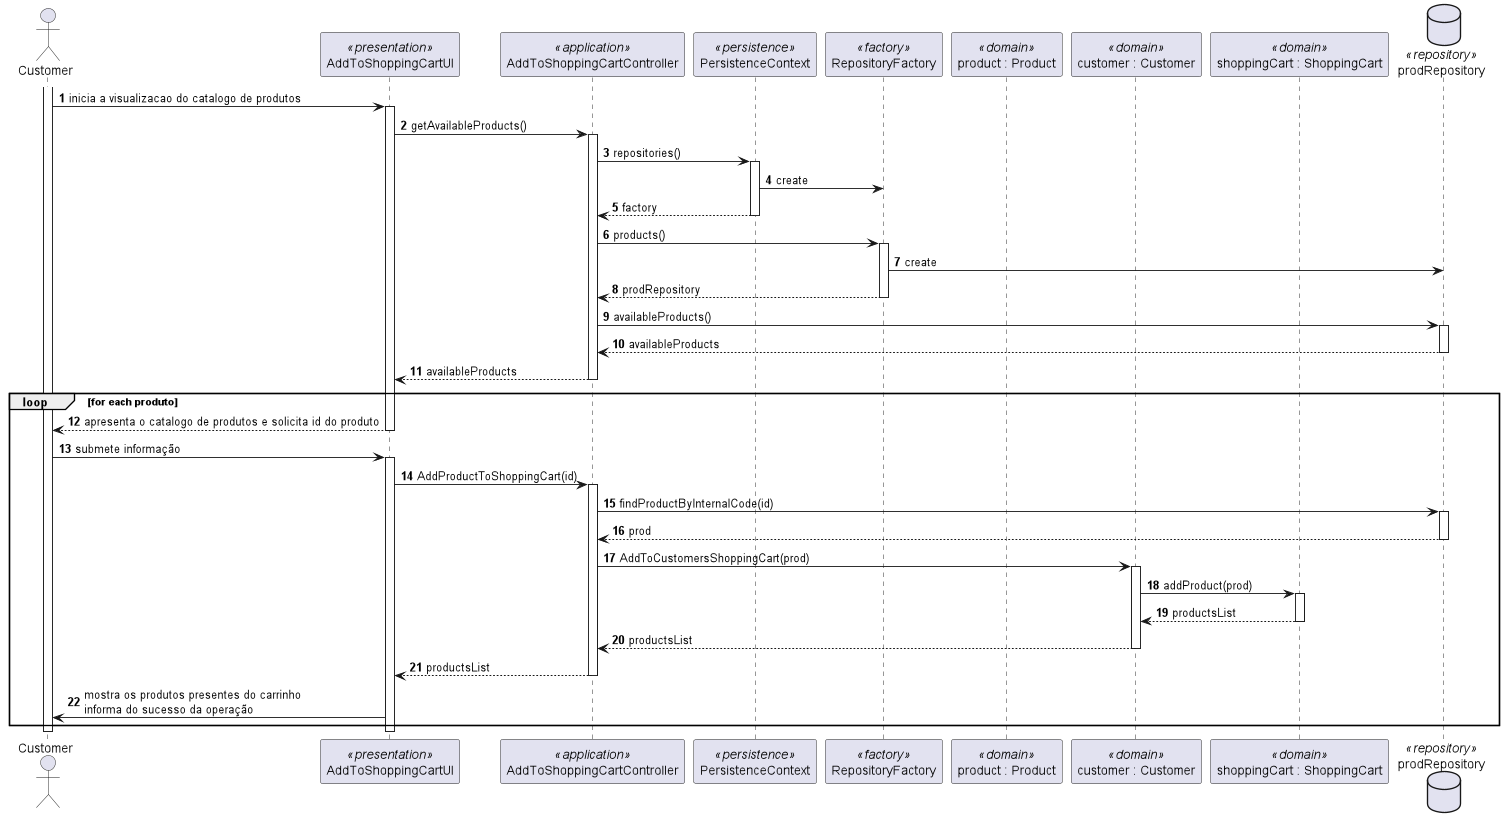 Customer
«presentation»
AddToShoppingCartUI
«application»
AddToShoppingCartController
«persistence»
PersistenceContext
«factory»
RepositoryFactory
«domain»
product : Product
«domain»
customer : Customer
«domain»
shoppingCart : ShoppingCart
«repository»
prodRepository
1 inicia a visualizacao do catalogo de produtos
2 getAvailableProducts()
3 repositories()
4 create
5 factory
6 products()
7 create
8 prodRepository
9 availableProducts()
10 availableProducts
11 availableProducts
loop [for each produto]
12 apresenta o catalogo de produtos e solicita id do produto
13 submete informação
14 AddProductToShoppingCart(id)
15 findProductByInternalCode(id)
16 prod
17 AddToCustomersShoppingCart(prod)
18 addProduct(prod)
19 productsList
20 productsList
21 productsList
22 mostra os produtos presentes do carrinho
informa do sucesso da operação
Customer
«presentation»
AddToShoppingCartUI
«application»
AddToShoppingCartController
«persistence»
PersistenceContext
«factory»
RepositoryFactory
«domain»
product : Product
«domain»
customer : Customer
«domain»
shoppingCart : ShoppingCart
«repository»
prodRepository